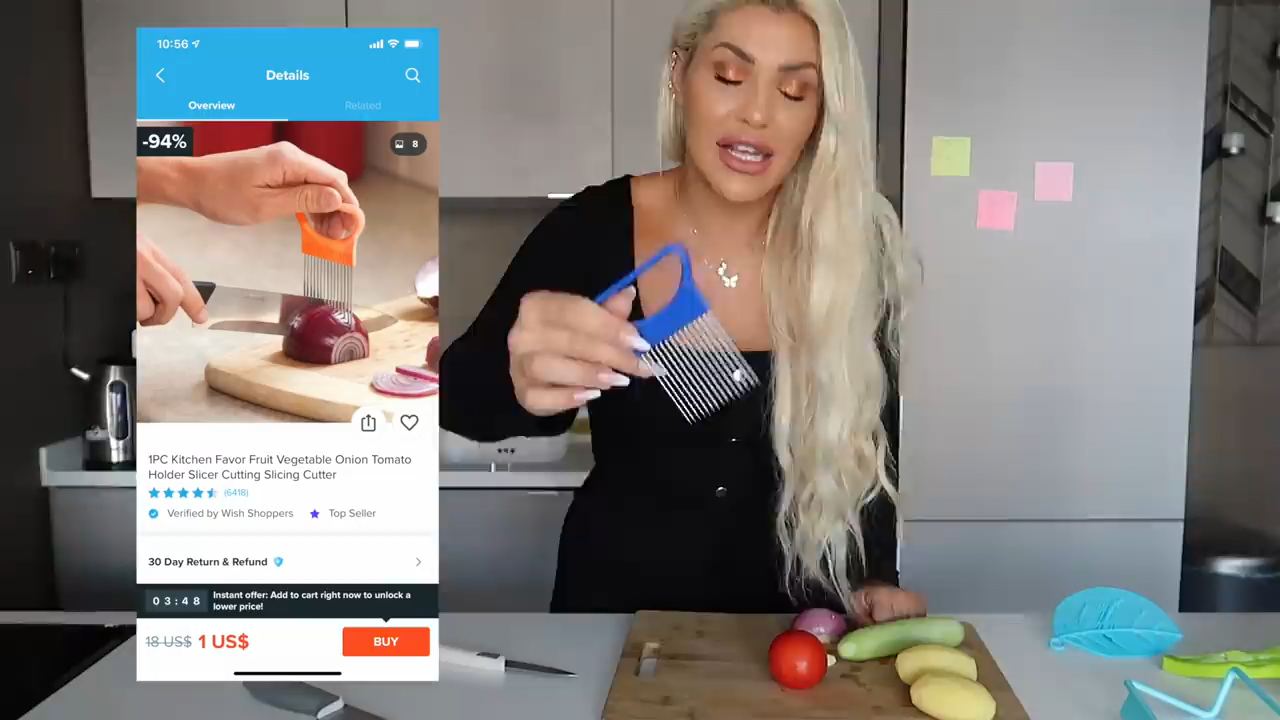 10:56
Details
Overview
Related
-94%
8
1PC Kitchen Favor Fruit Vegetable Onion Tomato
Holder Slicer Cutting Slicing Cutter
(6418)
Verified by Wish Shoppers
Top Seller
30 Day Return & Refund
03:48
Instant offer: Add to cart right now to unlock a
lower price!
18 US$ 1 US$
BUY